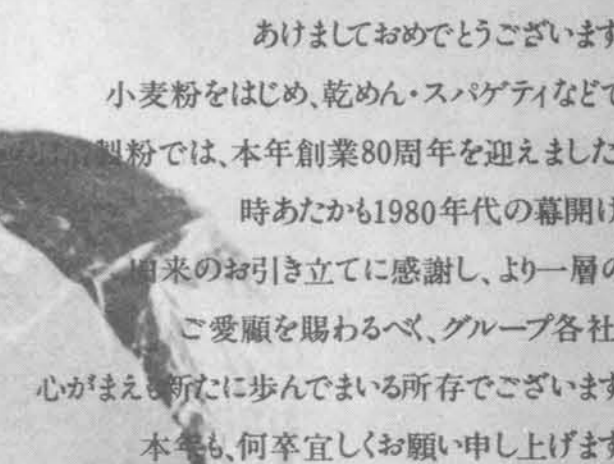 あけましておめでとうございます
小麦粉をはじめ、乾めん・スパゲティなどで
製粉では、本年創業80周年を迎えました
時あたかも1980年代の幕開け
来のお引き立てに感謝し、より一層の
ご愛顧を賜わるべく、グループ各社
心がまえも新たに歩んでまいる所存でございます
本年も、何卒宜しくお願い申し上げます